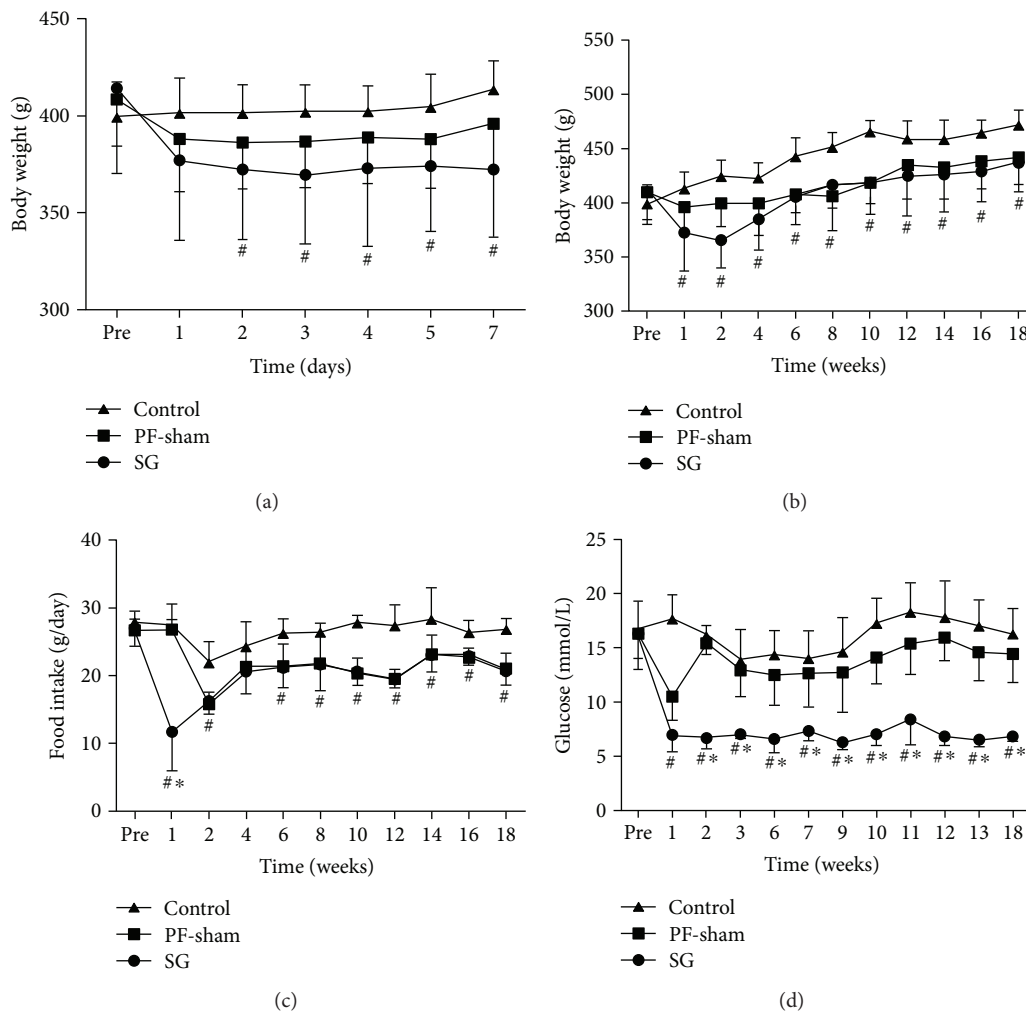 450
400
350
300
Body weight (g)
Pre 1 2 3 4 5 7
# # # # #
Time (days)
Control
PF-sham
SG
(a)
550
500
450
400
350
300
Body weight (g)
Pre 1 2 4 6 8 10 12 14 16 18
# # # # # # # # # #
Time (weeks)
Control
PF-sham
SG
(b)
40
30
20
10
0
Food intake (g/day)
#* # # # # # # # #
Pre 1 2 4 6 8 10 12 14 16 18
Time (weeks)
Control
PF-sham
SG
(c)
25
20
15
10
5
0
Glucose (mmol/L)
# #* #* #* #* #* #* #* #* #* #*
Pre 1 2 3 6 7 9 10 11 12 13 18
Time (weeks)
Control
PF-sham
SG
(d)